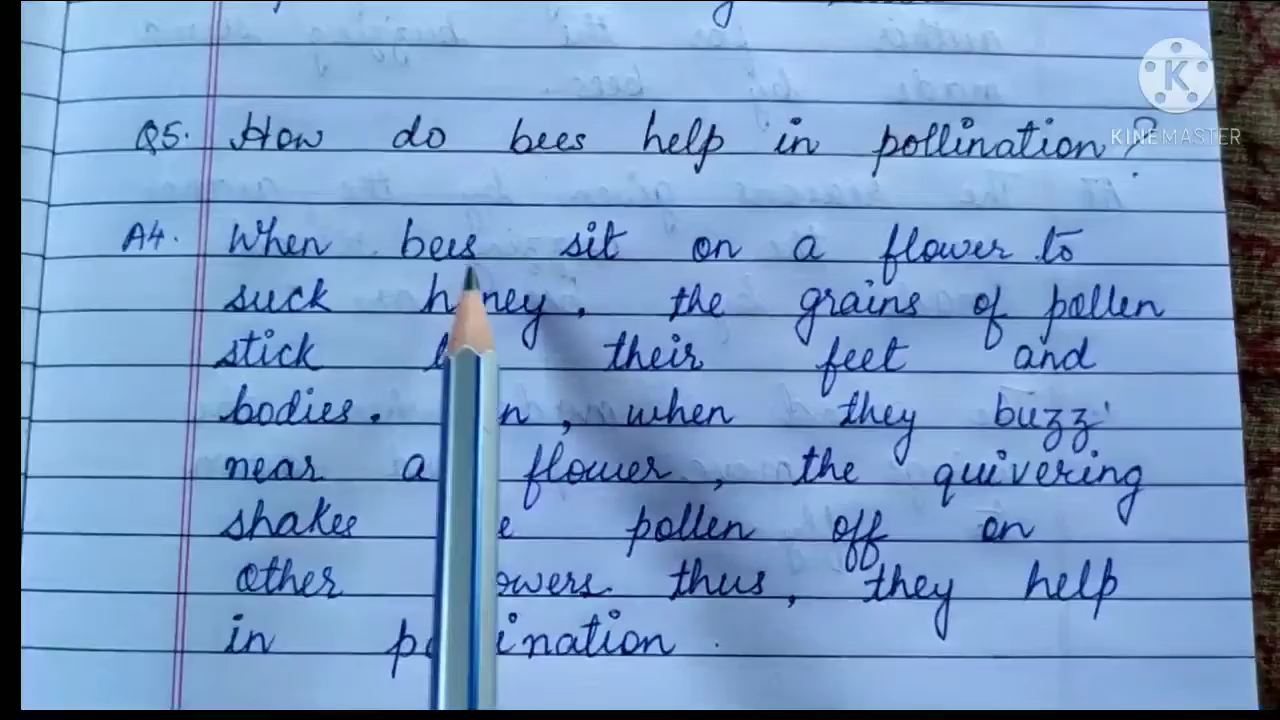 KINEMASTER
Q5. How do bees help in pollination?
A4. When bees sit on a flower to
suck honey. the grains of pollen
stick their feet and
bodies. , when they buzz
near a flower, the quivering
shakes pollen off on
other flowers. thus, they help
in pollination.